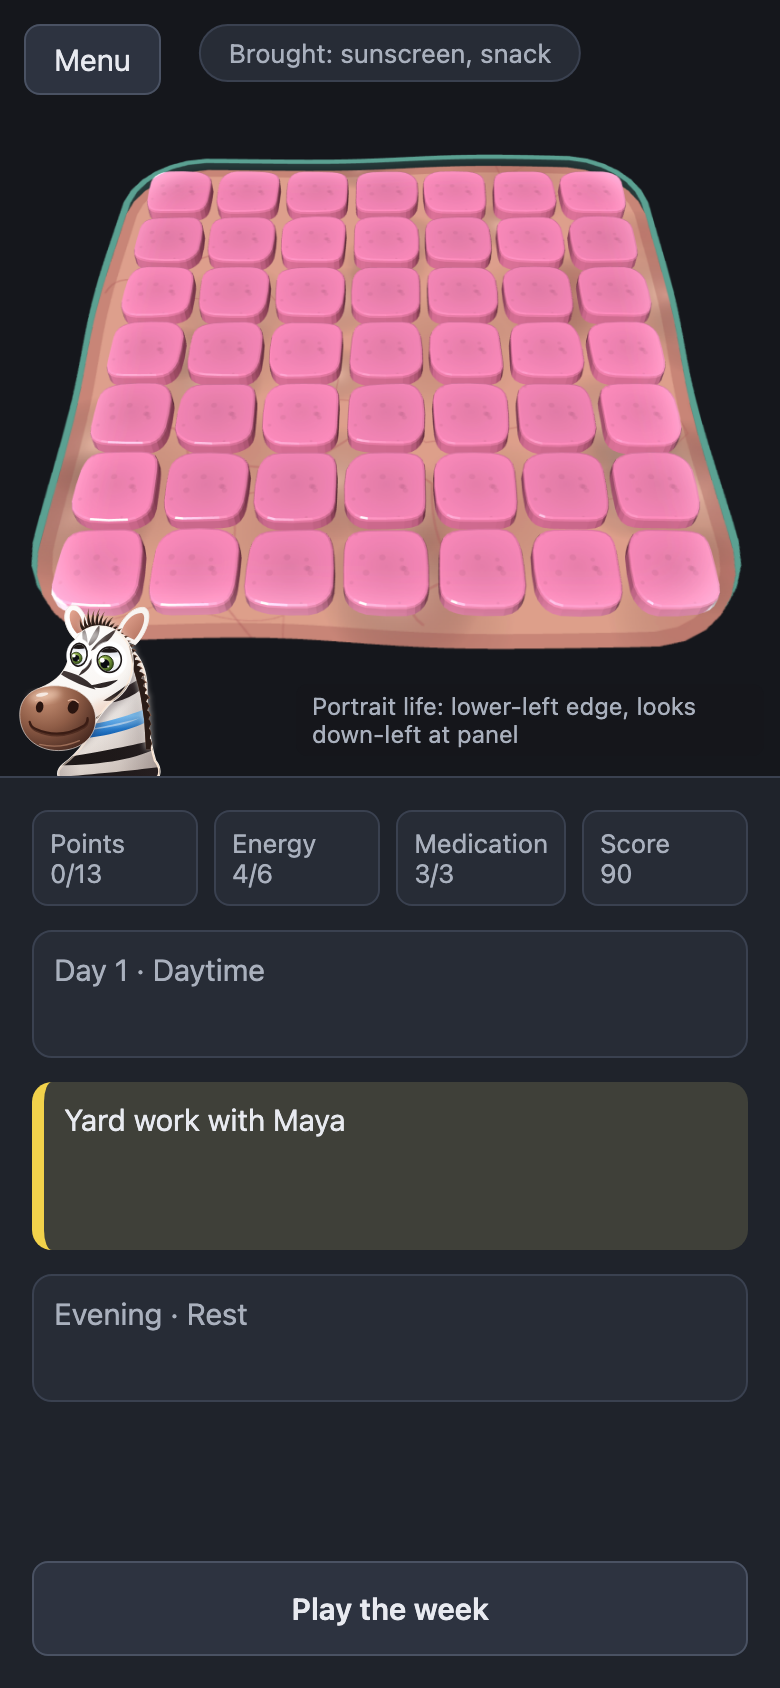 Menu
Brought: sunscreen, snack
Portrait life: lower-left edge, looks
down-left at panel
Points
0/13
Energy
4/6
Medication
3/3
Score
90
Day 1 · Daytime
Yard work with Maya
Evening · Rest
Play the week